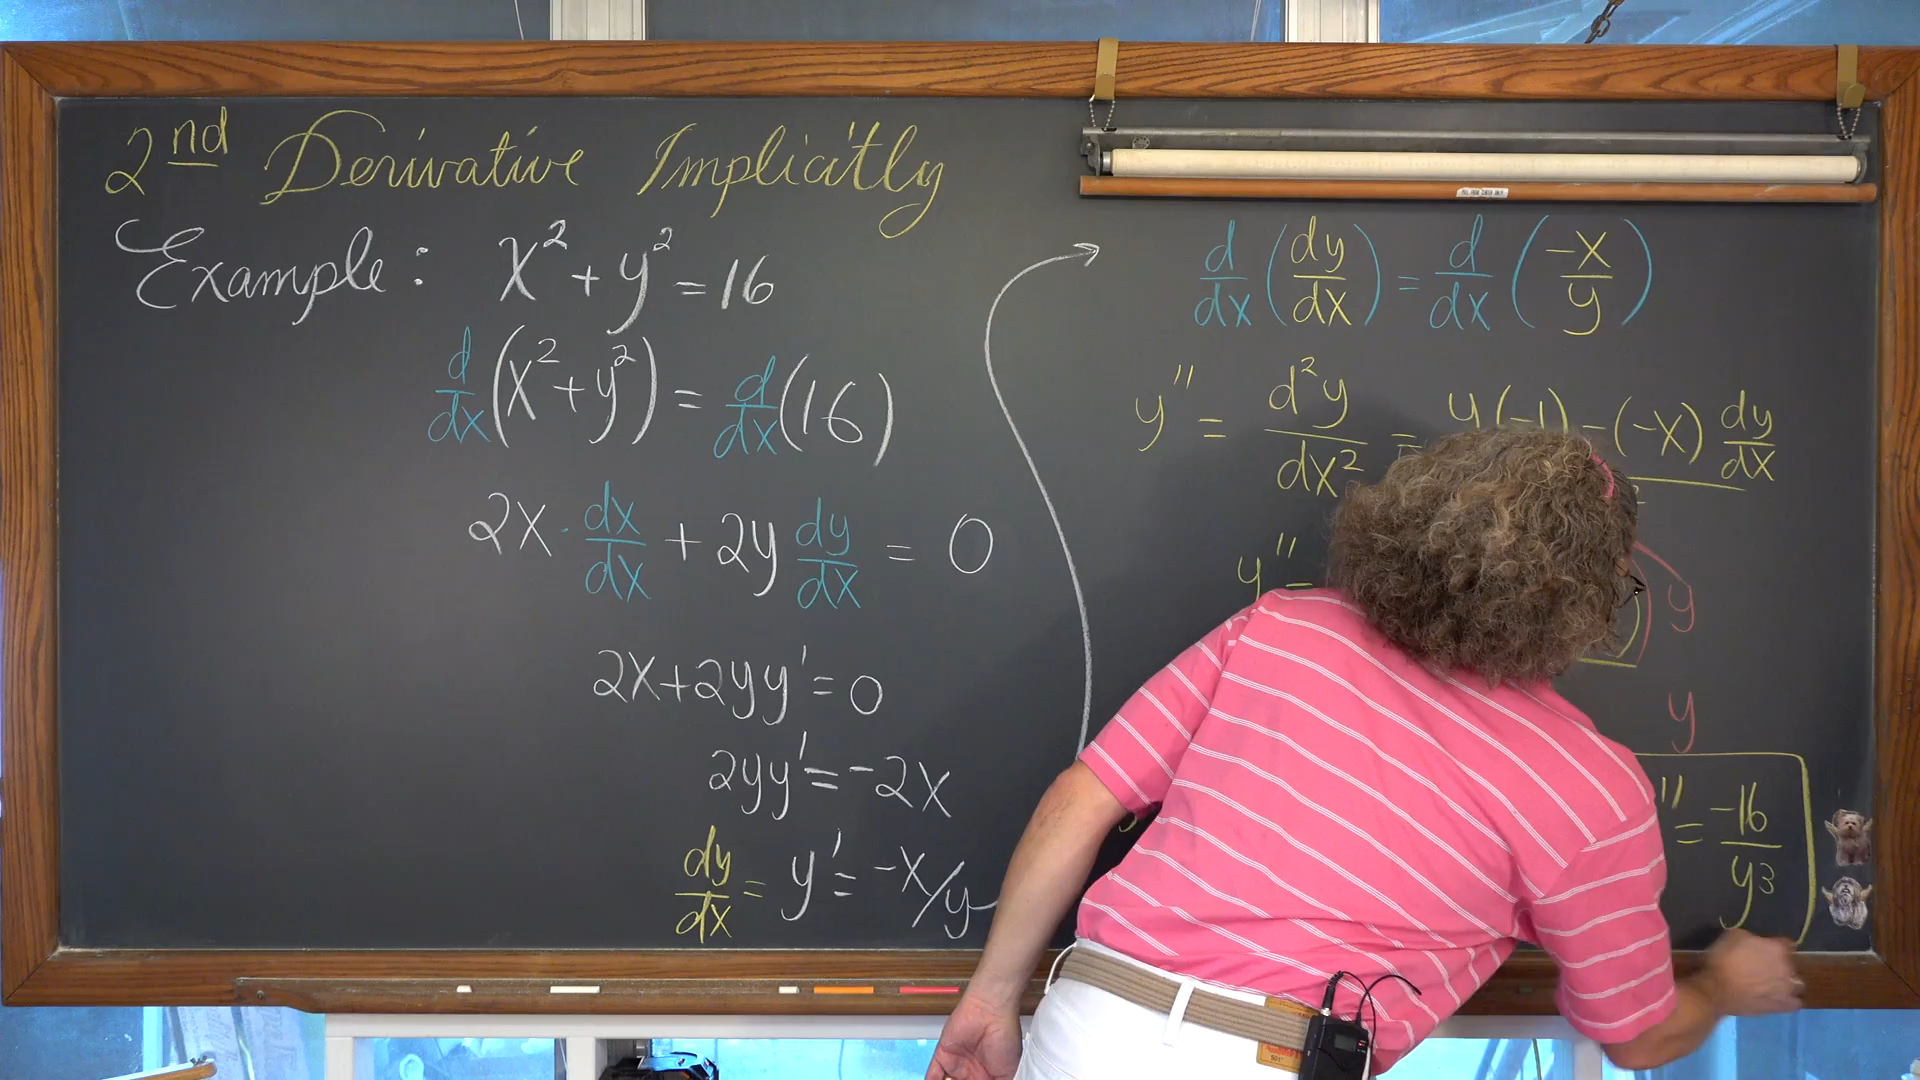 2nd Derivative Implicitly
Example: x² + y² = 16
d/dx (x² + y²) = d/dx (16)
2x · dx/dx + 2y dy/dx = 0
2x + 2yy' = 0
2yy' = -2x
dy/dx = y' = -x/y
d/dx (dy/dx) = d/dx (-x/y)
y'' = d²y/dx² = y(-1) - (-x) dy/dx
y'' =
y
y
'' = -16/y³